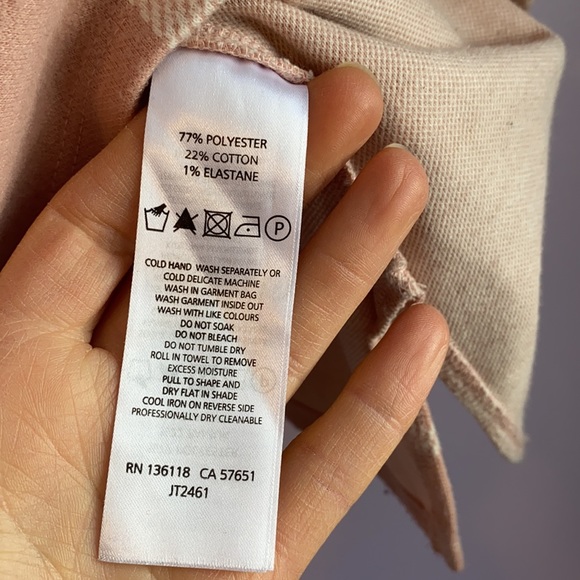 77% POLYESTER
22% COTTON
1% ELASTANE
P
COLD HAND WASH SEPARATELY OR
COLD DELICATE MACHINE
WASH IN GARMENT BAG
WASH GARMENT INSIDE OUT
WASH WITH LIKE COLOURS
DO NOT SOAK
DO NOT BLEACH
DO NOT TUMBLE DRY
ROLL IN TOWEL TO REMOVE
EXCESS MOISTURE
PULL TO SHAPE AND
DRY FLAT IN SHADE
COOL IRON ON REVERSE SIDE
PROFESSIONALLY DRY CLEANABLE
RN 136118 CA 57651
JT2461